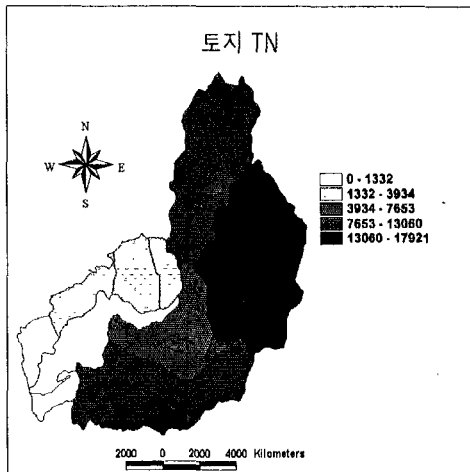 토지 TN
N
W E
S
0 - 1332
1332 - 3934
3934 - 7653
7653 - 13060
13060 - 17921
2000 0 2000 4000 Kilometers